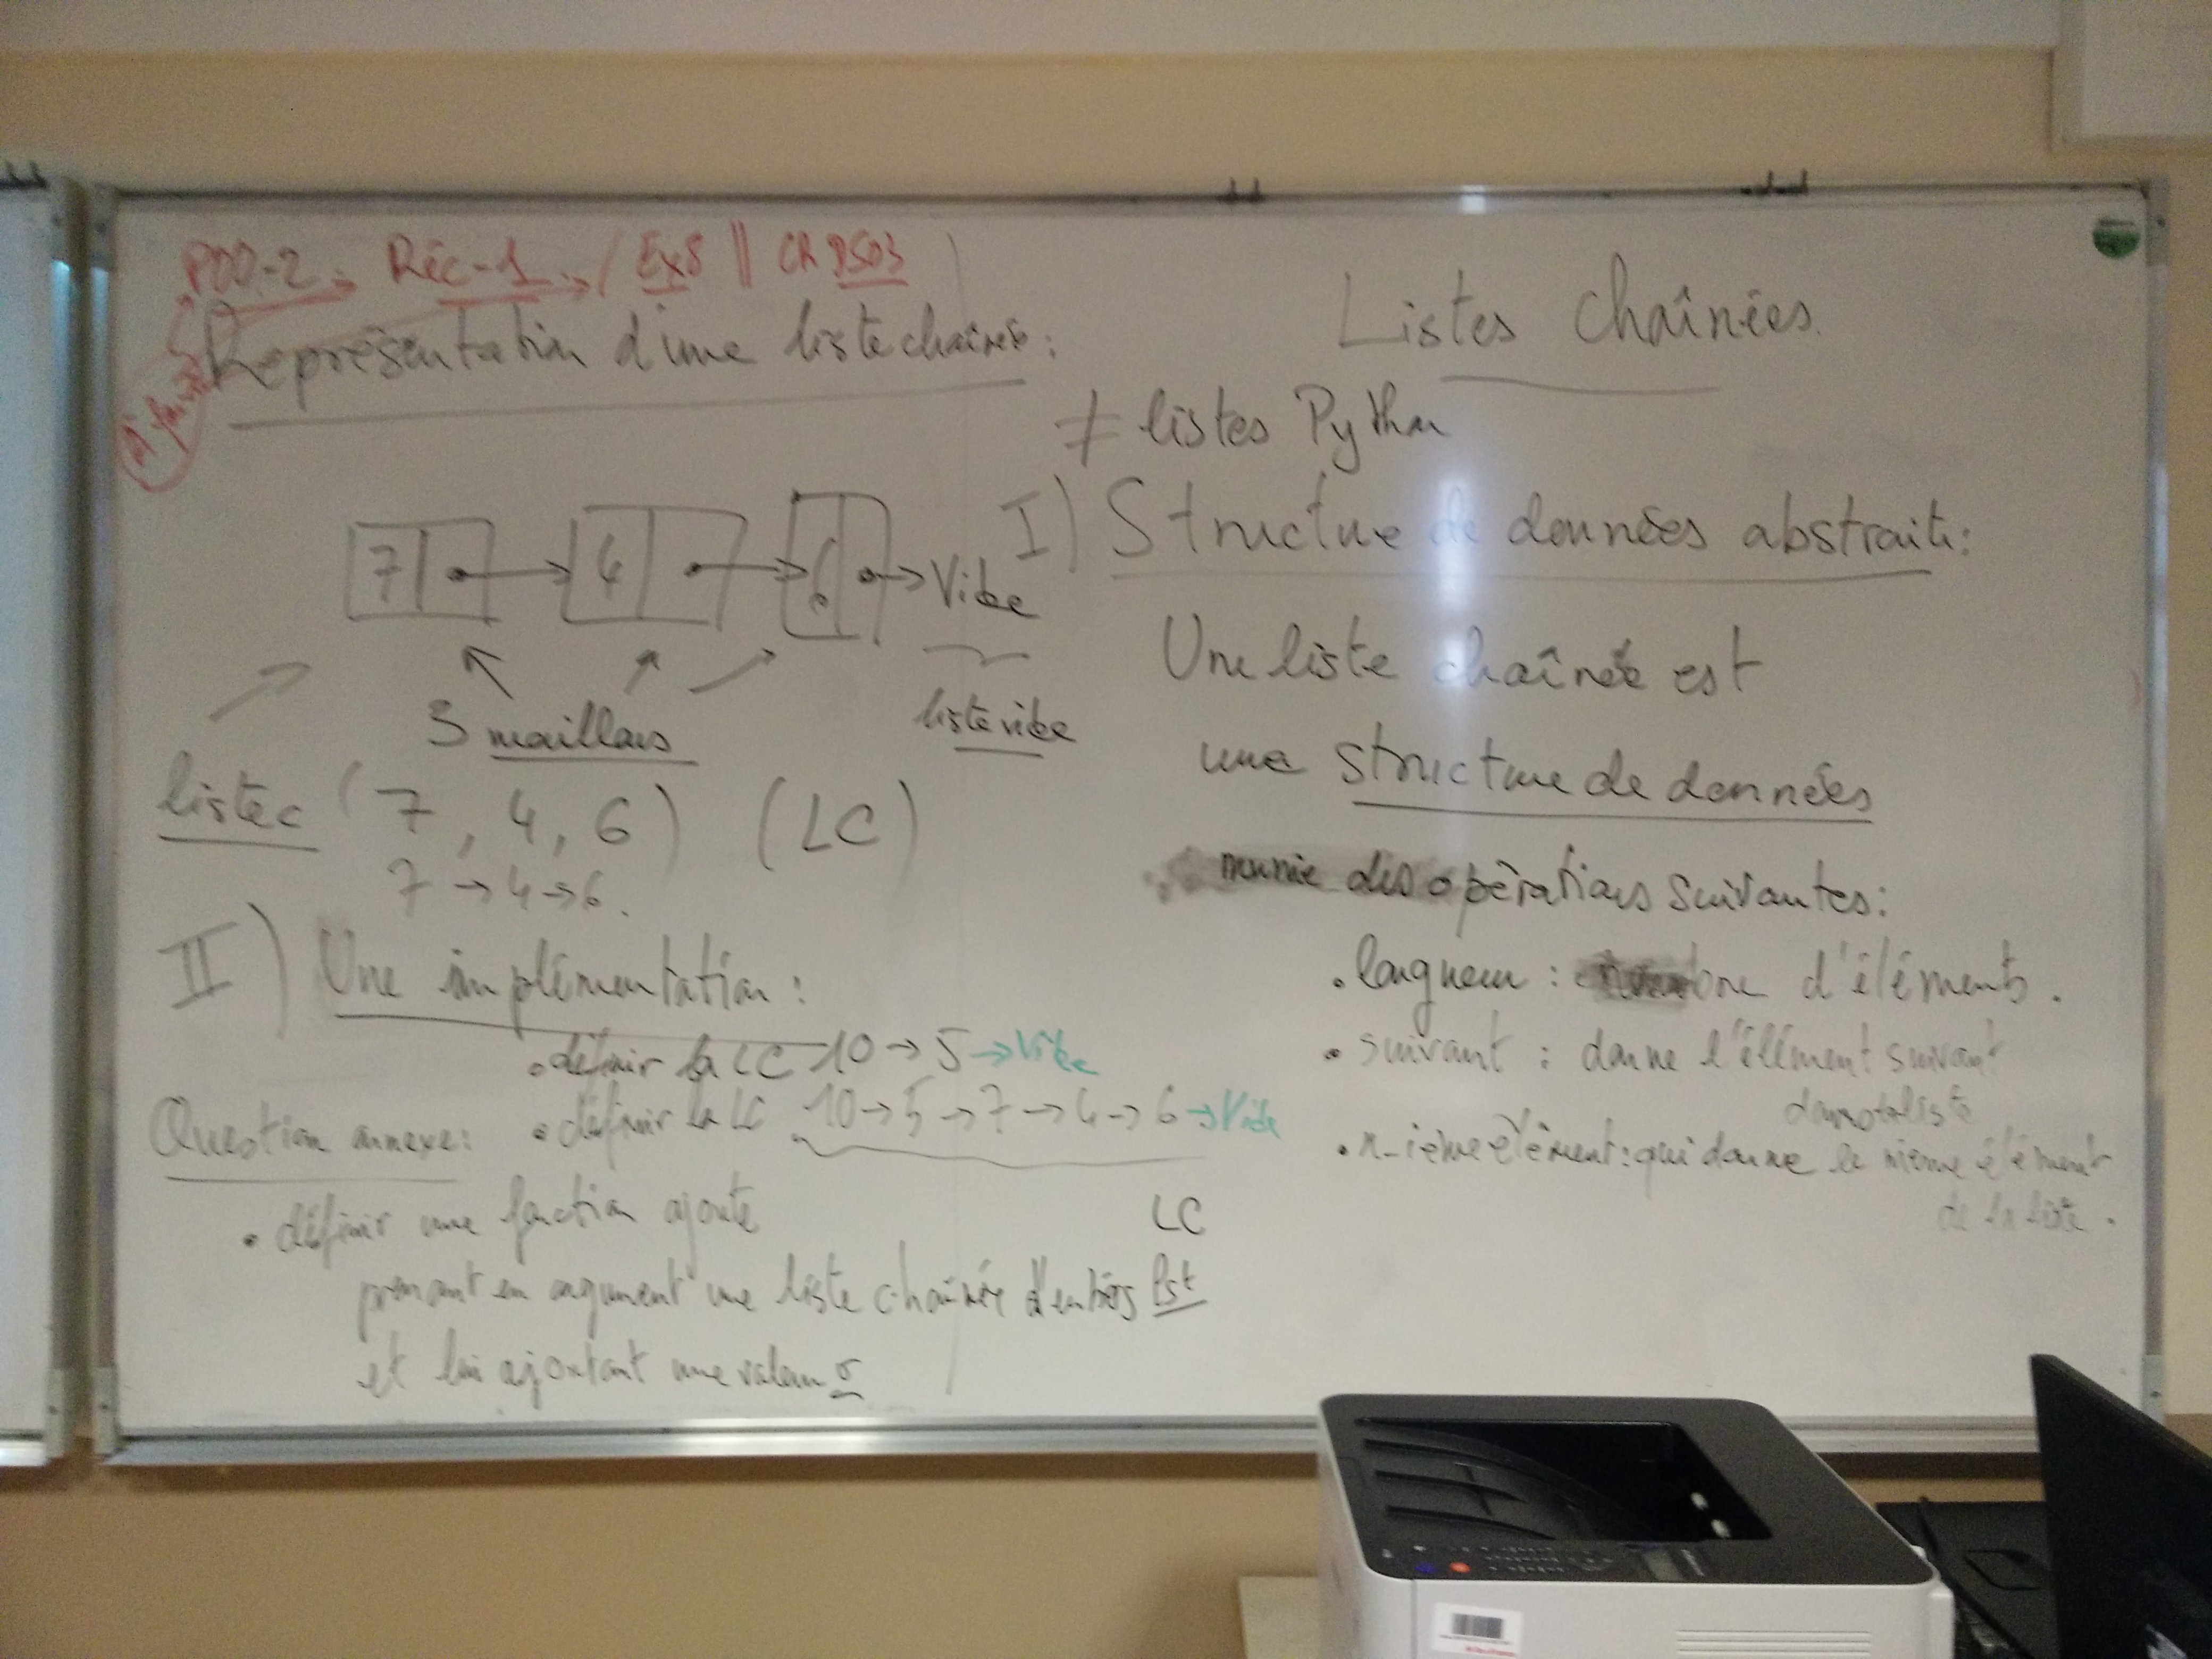 Listes chaînées.
≠ listes Python
I) Structure de données abstraite :
Une liste chaînée est
une structure de données
munie des opérations suivantes :
. longueur : nombre d'éléments .
. suivant : donne l'élément suivant
dans la liste
. n-ième élément : qui donne le nième élément
de la liste .
POO-2 Réc-1 / Ex8 || CR
à faire
Représentation d'une liste chaînée :
7 → 4 → 6 → Vide
3 maillons
liste vide
listec (7, 4, 6) (LC)
7 → 4 → 6.
II) Une implémentation :
Question annexe :
. définir la LC 10 → 5 → Vide
. définir la LC 10 → 5 → 7 → 4 → 6 → Vide
LC
. définir une fonction ajoute
prenant en argument une liste chaînée d'entiers lst
et lui ajoutant une valeur v